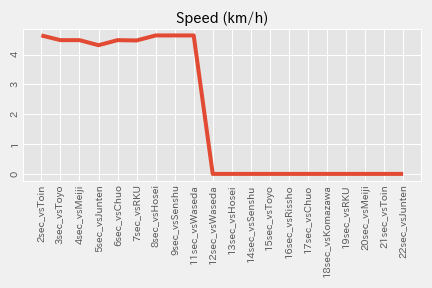 Speed (km/h)
4
3
2
1
0
2sec_vsToin
3sec_vsToyo
4sec_vsMeiji
5sec_vsJunten
6sec_vsChuo
7sec_vsRKU
8sec_vsHosei
9sec_vsSenshu
11sec_vsWaseda
12sec_vsWaseda
13sec_vsHosei
14sec_vsSenshu
15sec_vsToyo
16sec_vsRissho
17sec_vsChuo
18sec_vsKomazawa
19sec_vsRKU
20sec_vsMeiji
21sec_vsToin
22sec_vsJunten